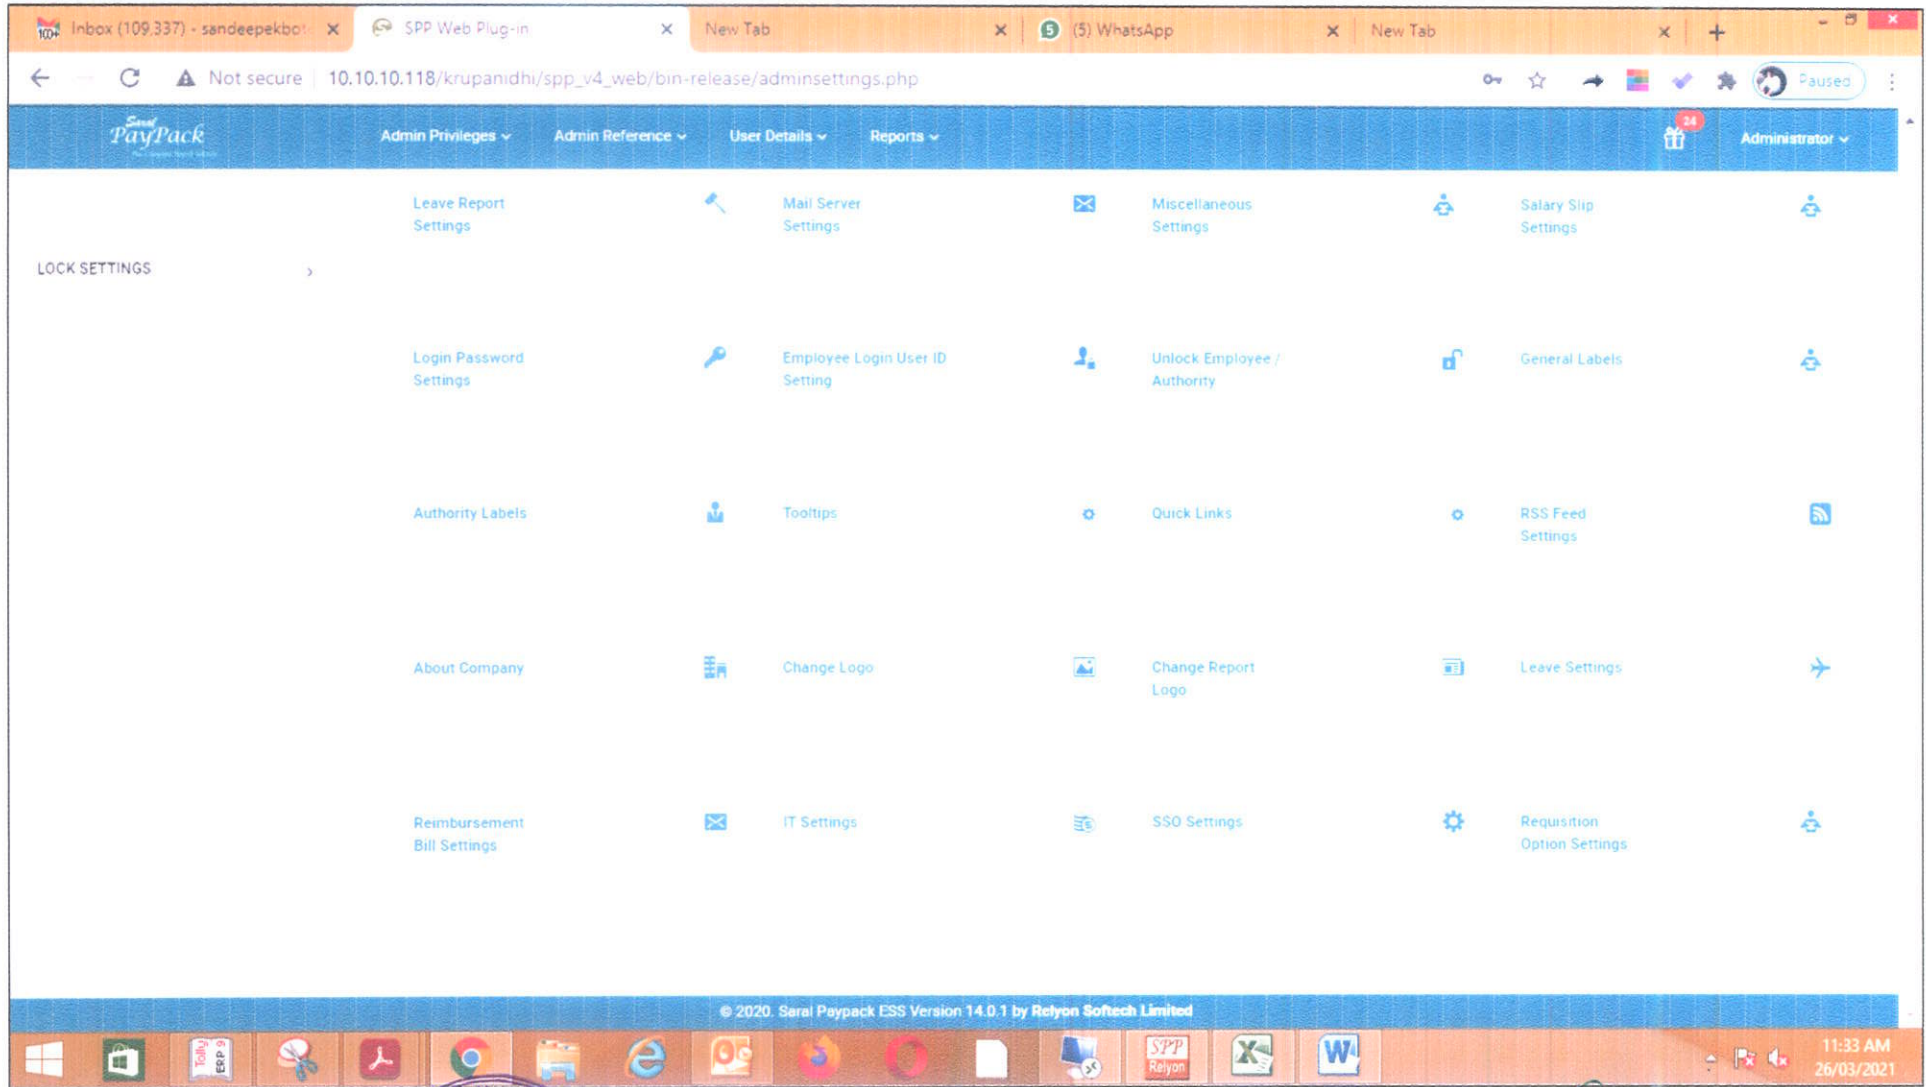 Inbox (109,337) - sandeepekbot
SPP Web Plug-in
New Tab
(5) WhatsApp
New Tab
Not secure
10.10.10.118/krupanidhi/spp_v4_web/bin-release/adminsettings.php
Paused
Saral
PayPack
Admin Privileges
Admin Reference
User Details
Reports
24
Administrator
Leave Report
Settings
Mail Server
Settings
Miscellaneous
Settings
Salary Slip
Settings
LOCK SETTINGS
Login Password
Settings
Employee Login User ID
Setting
Unlock Employee /
Authority
General Labels
Authority Labels
Tooltips
Quick Links
RSS Feed
Settings
About Company
Change Logo
Change Report
Logo
Leave Settings
Reimbursement
Bill Settings
IT Settings
SSO Settings
Requisition
Option Settings
© 2020. Saral Paypack ESS Version 14.0.1 by Relyon Softech Limited
Tally
ERP 9
SPP
Relyon
11:33 AM
26/03/2021